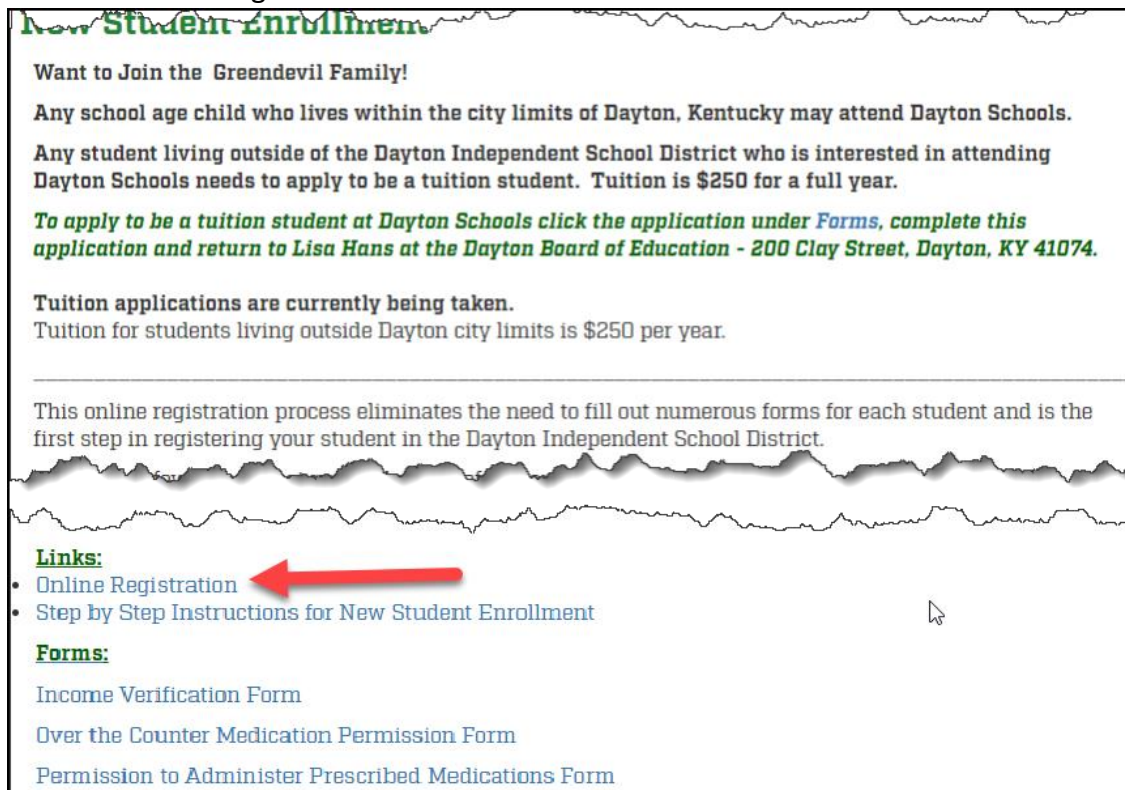 New Student Enrollment
Want to Join the Greendevil Family!
Any school age child who lives within the city limits of Dayton, Kentucky may attend Dayton Schools.
Any student living outside of the Dayton Independent School District who is interested in attending
Dayton Schools needs to apply to be a tuition student. Tuition is $250 for a full year.
To apply to be a tuition student at Dayton Schools click the application under Forms, complete this
application and return to Lisa Hans at the Dayton Board of Education - 200 Clay Street, Dayton, KY 41074.
Tuition applications are currently being taken.
Tuition for students living outside Dayton city limits is $250 per year.
This online registration process eliminates the need to fill out numerous forms for each student and is the
first step in registering your student in the Dayton Independent School District.
Links:
• Online Registration
• Step by Step Instructions for New Student Enrollment
Forms:
Income Verification Form
Over the Counter Medication Permission Form
Permission to Administer Prescribed Medications Form